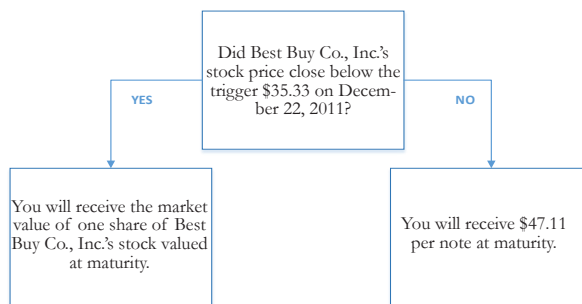 Did Best Buy Co., Inc.'s
stock price close below the
trigger $35.33 on Decem-
ber 22, 2011?
YES
NO
You will receive the market
value of one share of Best
Buy Co., Inc.'s stock valued
at maturity.
You will receive $47.11
per note at maturity.